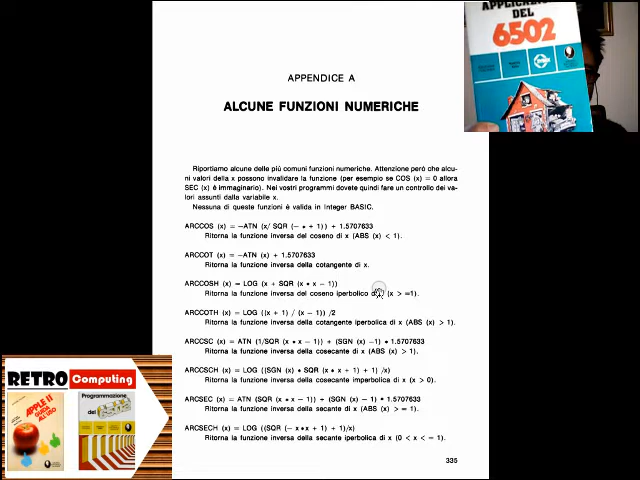 APPENDICE A
ALCUNE FUNZIONI NUMERICHE
Riportiamo alcune delle più comuni funzioni numeriche. Attenzione però che alcu-
ni valori della x possono invalidare la funzione (per esempio se COS (x) = 0 allora
SEC (x) è immaginario). Nei vostri programmi dovete quindi fare un controllo dei va-
lori assunti dalla variabile x.
Nessuna di queste funzioni è valida in Integer BASIC.
ARCCOS (x) = -ATN (x/ SQR (- * + 1)) + 1.5707633
Ritorna la funzione inversa del coseno di x (ABS (x) < 1).
ARCCOT (x) = -ATN (x) + 1.5707633
Ritorna la funzione inversa della cotangente di x.
ARCCOSH (x) = LOG (x + SQR (x * x - 1))
Ritorna la funzione inversa del coseno iperbolico (x > =1).
ARCCOTH (x) = LOG ((x + 1) / (x - 1)) /2
Ritorna la funzione inversa della cotangente iperbolica di x (ABS (x) > 1).
ARCCSC (x) = ATN (1/SQR (x * x - 1)) + (SGN (x) -1) * 1.5707633
Ritorna la funzione inversa della cosecante di x (ABS (x) > 1).
ARCCSCH (x) = LOG ((SGN (x) * SQR (x * x + 1) + 1) /x)
Ritorna la funzione inversa della cosecante imperbolica di x (x > 0).
ARCSEC (x) = ATN (SQR (x * x - 1)) + (SGN (x) - 1) * 1.5707633
Ritorna la funzione inversa della secante di x (ABS (x) > = 1).
ARCSECH (x) = LOG ((SQR (- x * x + 1) + 1)/x)
Ritorna la funzione inversa della secante iperbolica di x (0 < x < = 1).
335
DEL
6502
RETRO Computing
APPLE II
GUIDA
ALL'USO
Programmazione
del 6502